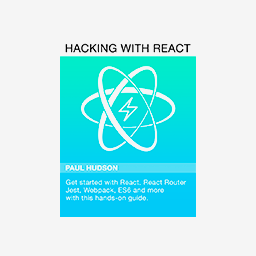 HACKING WITH REACT
PAUL HUDSON
Get started with React, React Router
Jest, Webpack, ES6 and more
with this hands-on guide.